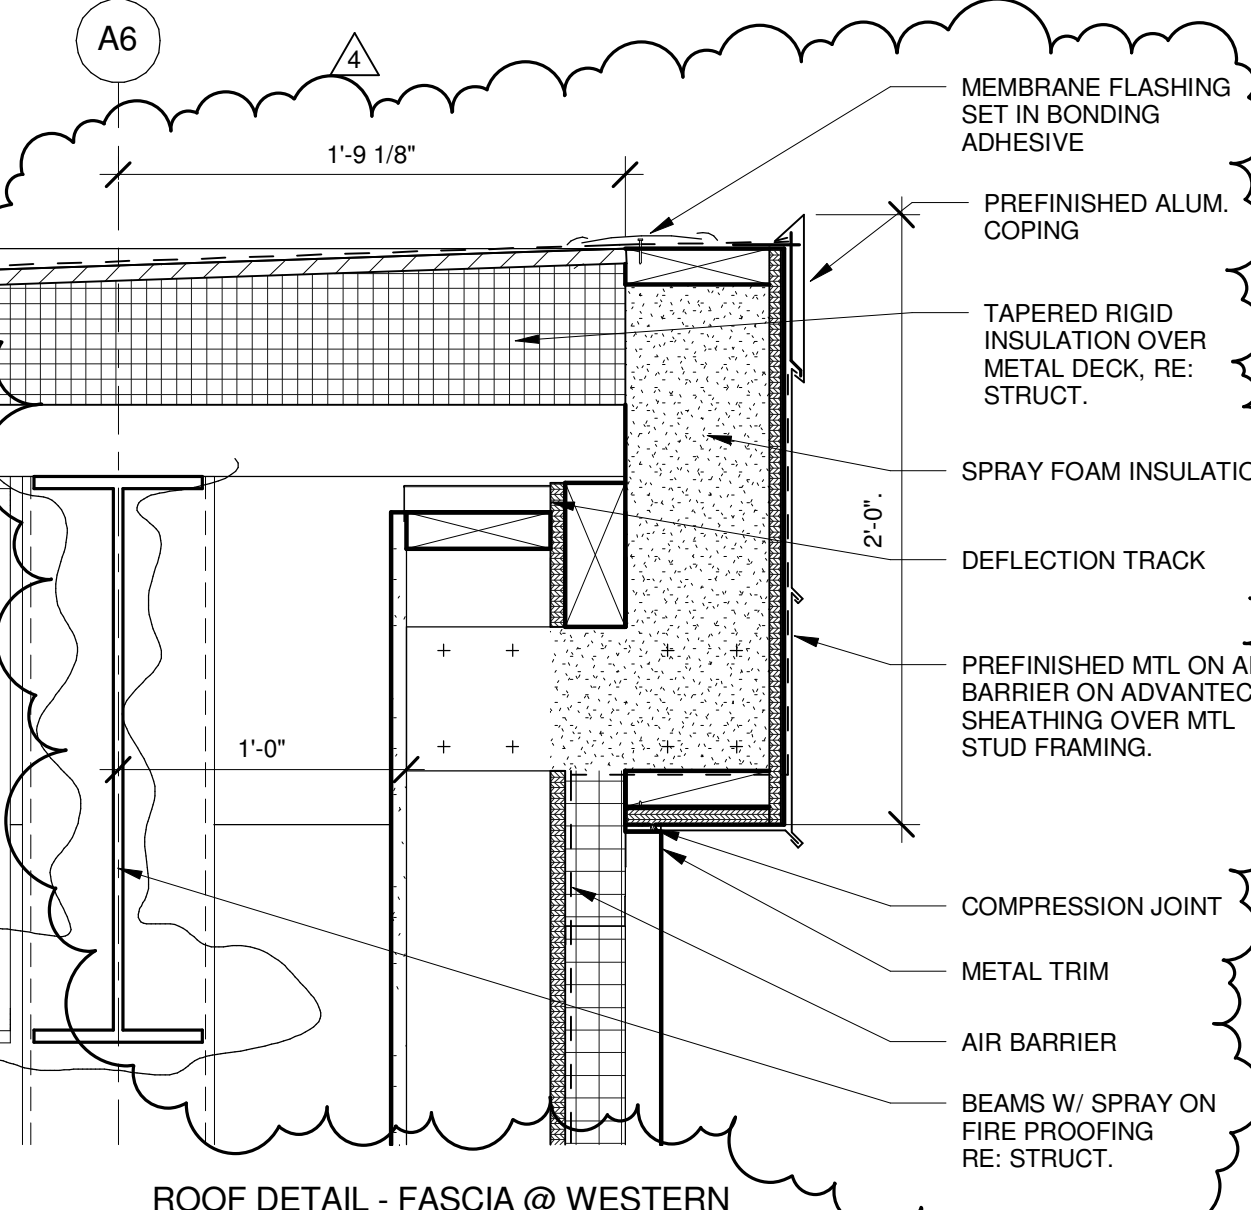 A6
4
1'-9 1/8"
MEMBRANE FLASHING
SET IN BONDING
ADHESIVE
PREFINISHED ALUM.
COPING
TAPERED RIGID
INSULATION OVER
METAL DECK, RE:
STRUCT.
SPRAY FOAM INSULATIO
2'-0".
DEFLECTION TRACK
PREFINISHED MTL ON
BARRIER ON ADVANTEC
SHEATHING OVER MTL
STUD FRAMING.
1'-0"
COMPRESSION JOINT
METAL TRIM
AIR BARRIER
BEAMS W/ SPRAY ON
FIRE PROOFING
RE: STRUCT.
ROOF DETAIL - FASCIA @ WESTERN